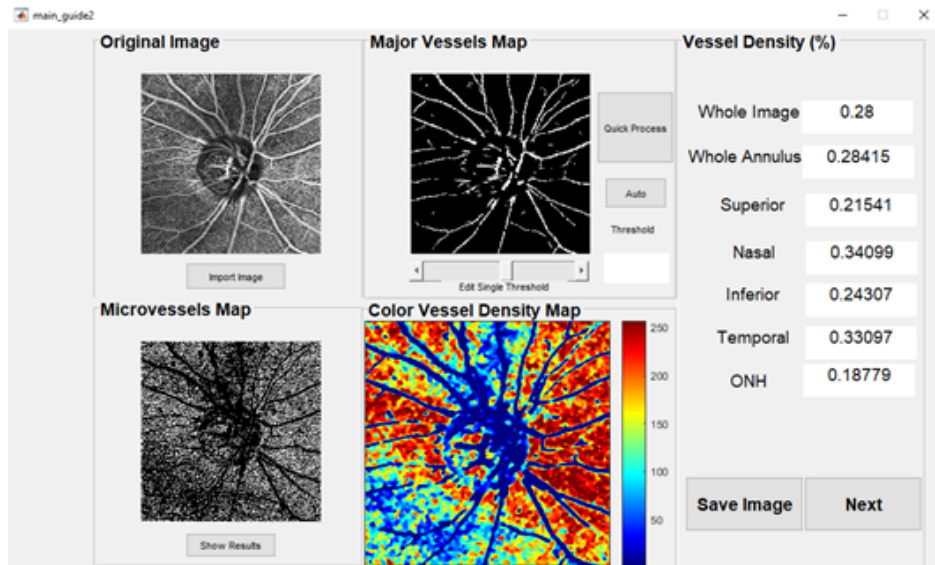 main_guide2
Original Image
Import Image
Major Vessels Map
Quick Process
Auto
Threshold
Edit Single Threshold
Microvessels Map
Show Results
Color Vessel Density Map
250
200
150
100
50
Vessel Density (%)
Whole Image 0.28
Whole Annulus 0.28415
Superior 0.21541
Nasal 0.34099
Inferior 0.24307
Temporal 0.33097
ONH 0.18779
Save Image
Next